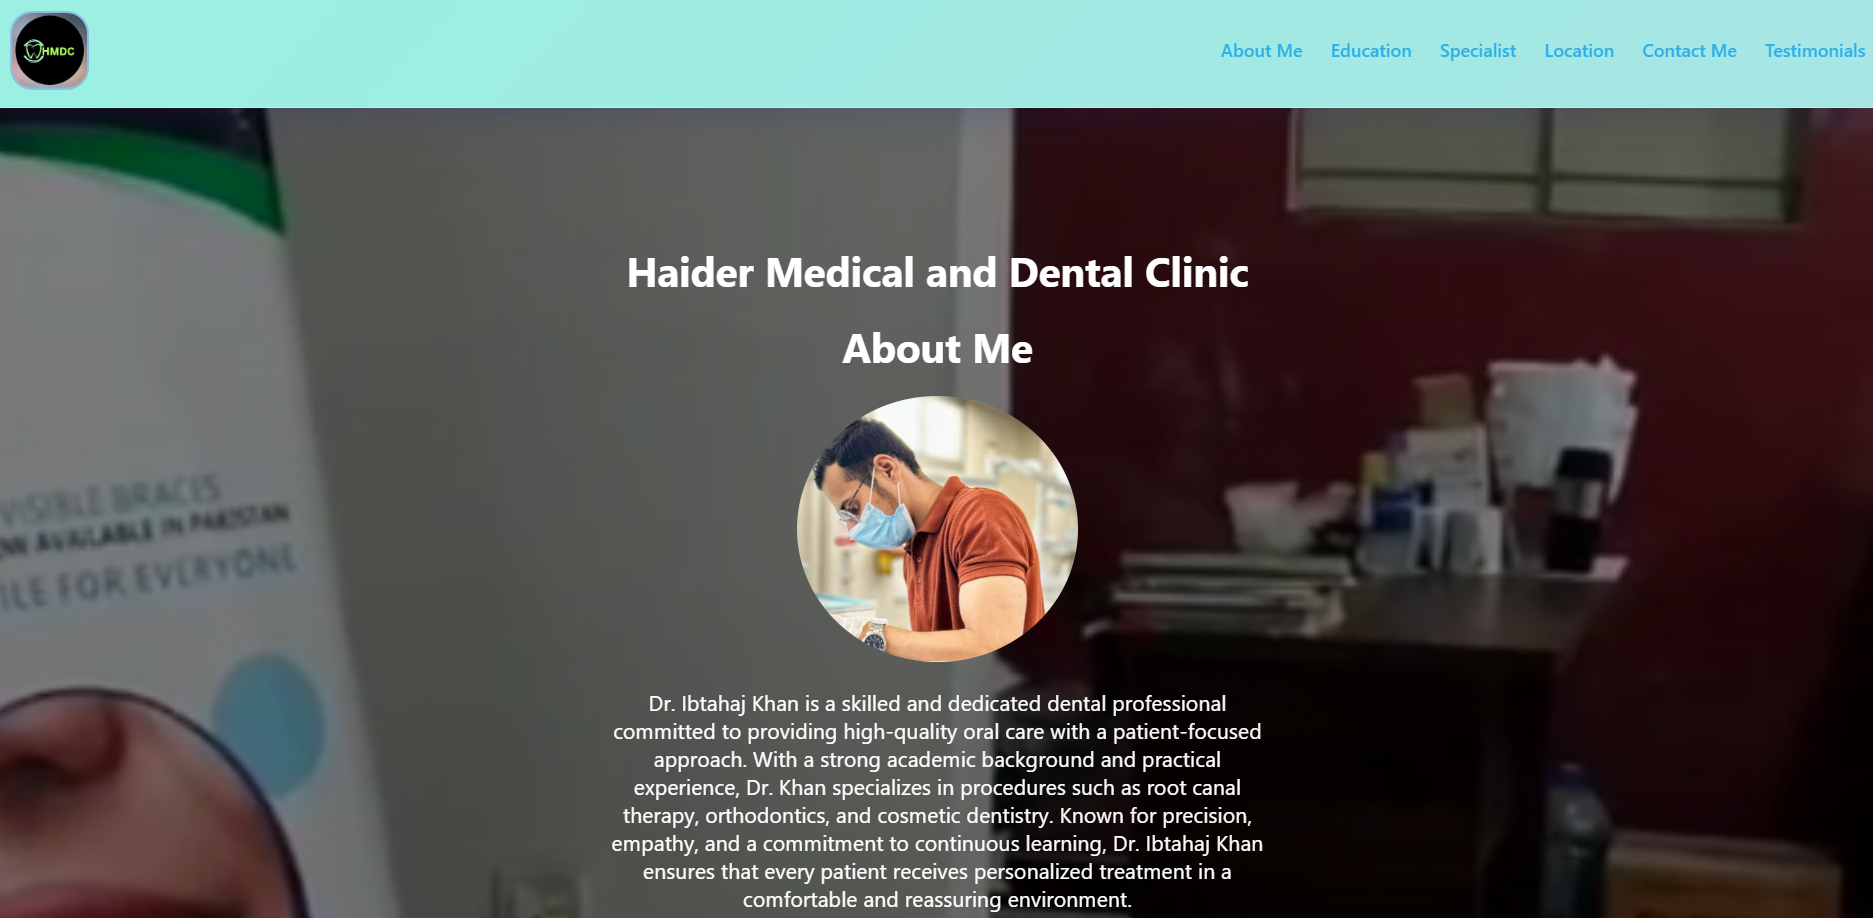 HMDC
About Me
Education
Specialist
Location
Contact Me
Testimonials
Haider Medical and Dental Clinic
About Me
VISIBLE BRACES
OW AVAILABLE IN PAKISTAN
ILE FOR EVERYONE
Dr. Ibtahaj Khan is a skilled and dedicated dental professional
committed to providing high-quality oral care with a patient-focused
approach. With a strong academic background and practical
experience, Dr. Khan specializes in procedures such as root canal
therapy, orthodontics, and cosmetic dentistry. Known for precision,
empathy, and a commitment to continuous learning, Dr. Ibtahaj Khan
ensures that every patient receives personalized treatment in a
comfortable and reassuring environment.